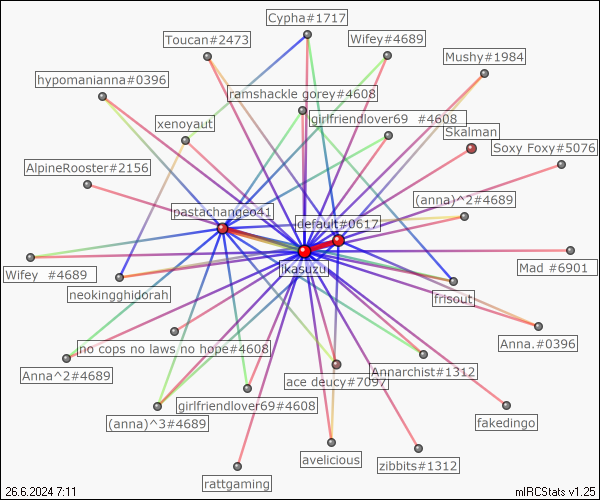 Cypha#1717
Toucan#2473
Wifey#4689
Mushy#1984
hypomanianna#0396
ramshackle gorey#4608
xenoyaut
girlfriendlover69 #4608
Skalman
Soxy Foxy#5076
AlpineRooster#2156
(anna)^2#4689
pastachangeo41
default#0617
Wifey #4689
ikasuzu
Mad #6901
neokingghidorah
frisout
no cops no laws no hope#4608
Anna.#0396
Anna^2#4689
ace deucy#7097
Annarchist#1312
(anna)^3#4689
girlfriendlover69#4608
fakedingo
avelicious
zibbits#1312
rattgaming
26.6.2024 7:11
mIRCStats v1.25